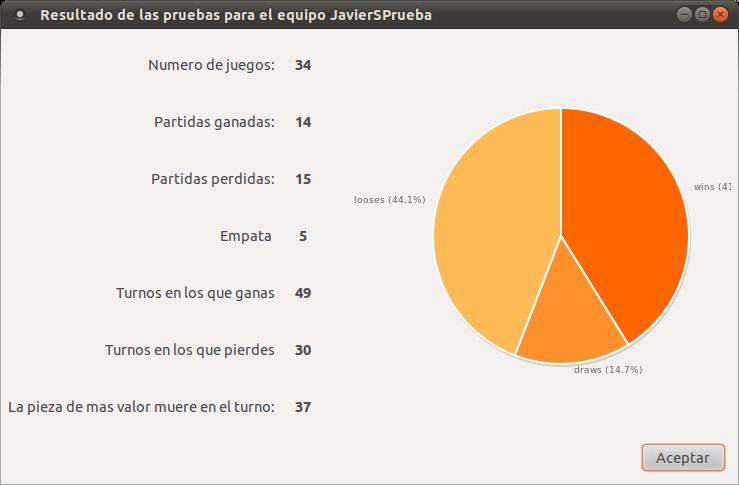 Resultado de las pruebas para el equipo JavierSPrueba
Numero de juegos: 34
Partidas ganadas: 14
Partidas perdidas: 15
Empata 5
Turnos en los que ganas 49
Turnos en los que pierdes 30
La pieza de mas valor muere en el turno: 37
looses (44.1%)
wins (41
draws (14.7%)
Aceptar